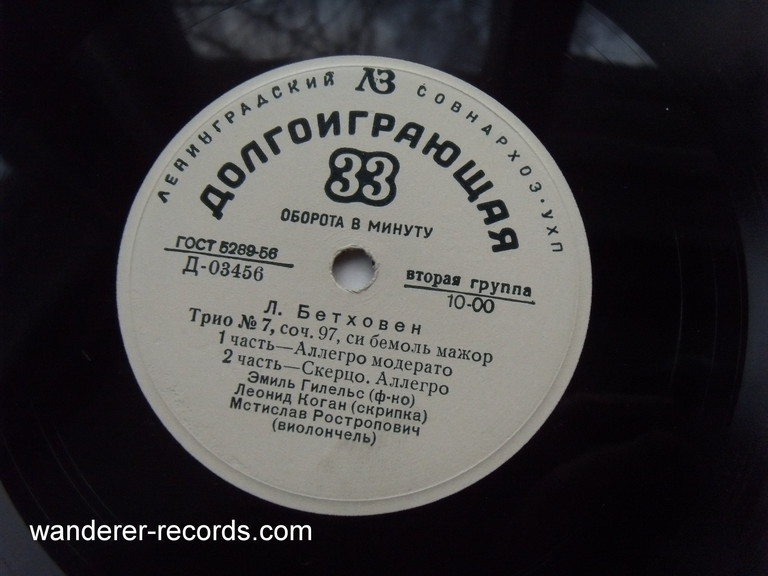 ЛЕНИНГРАДСКИЙ ЛЗ СОВНАРХОЗ·УХП
ДОЛГОИГРАЮЩАЯ
33
ОБОРОТА В МИНУТУ
ГОСТ 5289-56
Д-03456
вторая группа
10-00
Л. Бетховен
Трио № 7, соч. 97, си бемоль мажор
1 часть—Аллегро модерато
2 часть—Скерцо. Аллегро
Эмиль Гилельс (ф-но)
Леонид Коган (скрипка)
Мстислав Ростропович
(виолончель)
wanderer-records.com